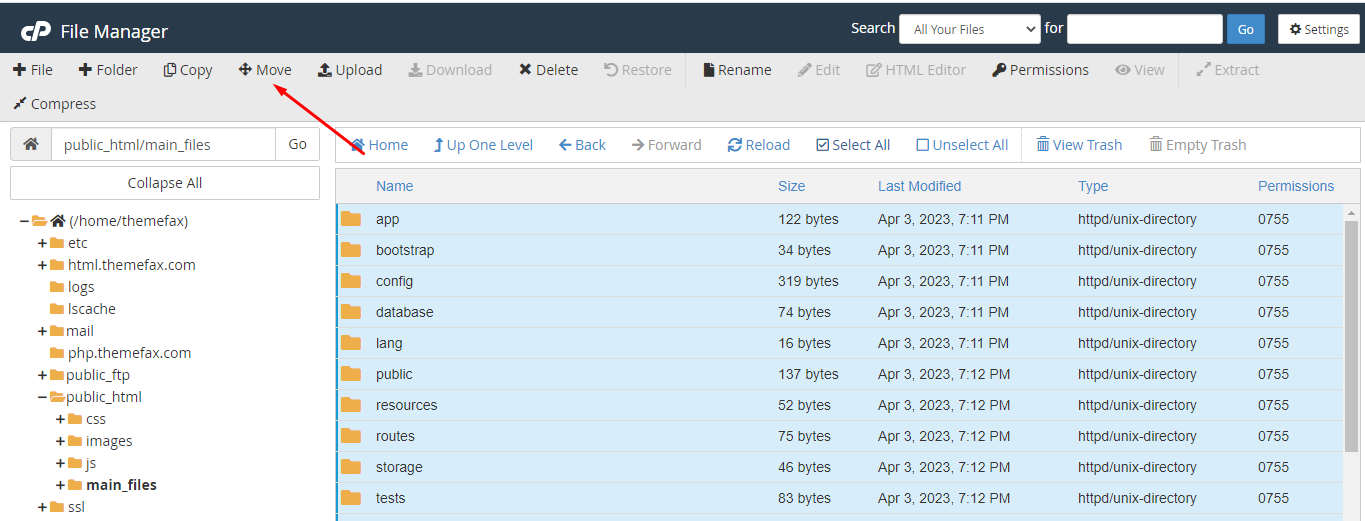 cP File Manager Search All Your Files for Go Settings
File Folder Copy Move Upload Download Delete Restore Rename Edit HTML Editor Permissions View Extract
Compress
public_html/main_files Go Home Up One Level Back Forward Reload Select All Unselect All View Trash Empty Trash
Collapse All
Name Size Last Modified Type Permissions
(/home/themefax)
etc
html.themefax.com
logs
lscache
mail
php.themefax.com
public_ftp
public_html
css
images
js
main_files
ssl
app 122 bytes Apr 3, 2023, 7:11 PM httpd/unix-directory 0755
bootstrap 34 bytes Apr 3, 2023, 7:11 PM httpd/unix-directory 0755
config 319 bytes Apr 3, 2023, 7:11 PM httpd/unix-directory 0755
database 74 bytes Apr 3, 2023, 7:11 PM httpd/unix-directory 0755
lang 16 bytes Apr 3, 2023, 7:11 PM httpd/unix-directory 0755
public 137 bytes Apr 3, 2023, 7:12 PM httpd/unix-directory 0755
resources 52 bytes Apr 3, 2023, 7:12 PM httpd/unix-directory 0755
routes 75 bytes Apr 3, 2023, 7:12 PM httpd/unix-directory 0755
storage 46 bytes Apr 3, 2023, 7:12 PM httpd/unix-directory 0755
tests 83 bytes Apr 3, 2023, 7:12 PM httpd/unix-directory 0755